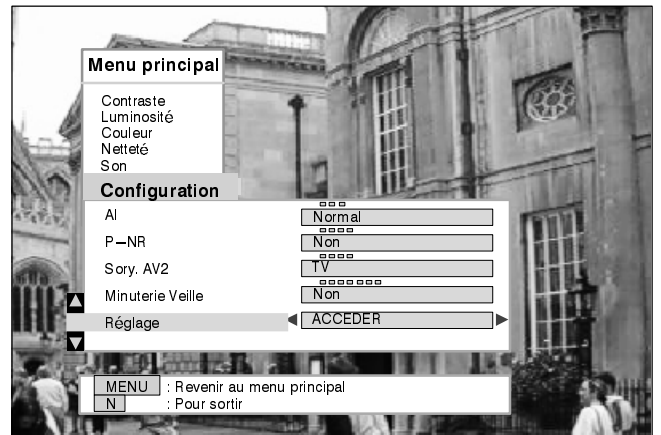 Menu principal
Contraste
Luminosité
Couleur
Netteté
Son
Configuration
AI Normal
P–NR Non
Sory. AV2 TV
Minuterie Veille Non
Réglage ACCEDER
MENU : Revenir au menu principal
N : Pour sortir